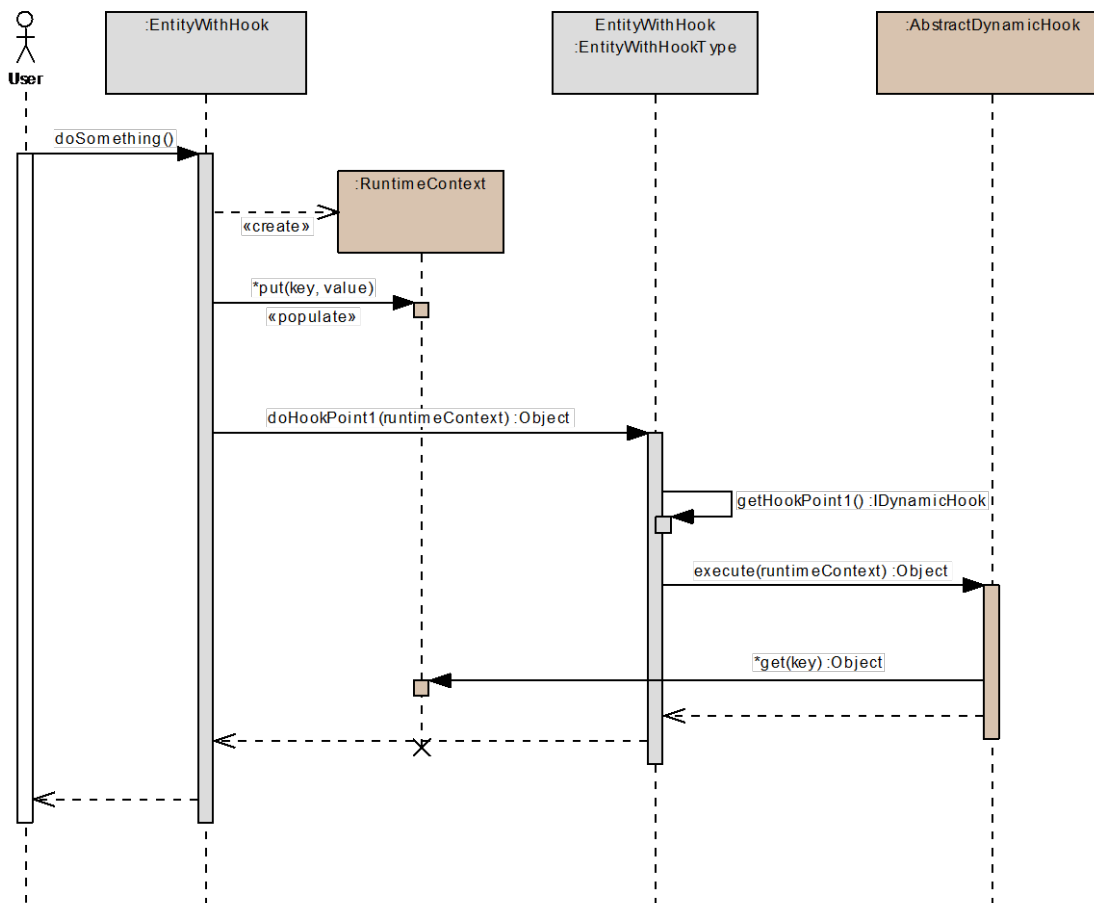 :EntityWithHook
EntityWithHook
:EntityWithHookType
:AbstractDynamicHook
User
doSomething()
:RuntimeContext
«create»
*put(key, value)
«populate»
doHookPoint1(runtimeContext) :Object
getHookPoint1() :IDynamicHook
execute(runtimeContext) :Object
*get(key) :Object